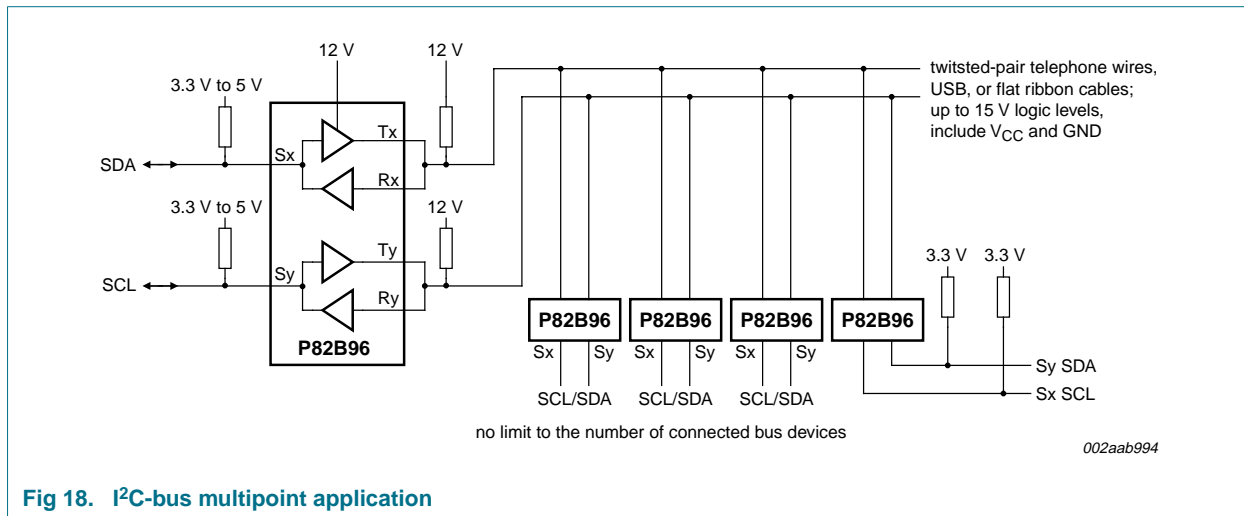 12 V
12 V
3.3 V to 5 V
twitsted-pair telephone wires,
USB, or flat ribbon cables;
up to 15 V logic levels,
include VCC and GND
Tx
Sx
SDA
Rx
3.3 V to 5 V
12 V
Ty
Sy
SCL
Ry
P82B96
3.3 V
3.3 V
P82B96
P82B96
P82B96
P82B96
Sx Sy
Sx Sy
Sx Sy
Sy SDA
Sx SCL
SCL/SDA
SCL/SDA
SCL/SDA
no limit to the number of connected bus devices
002aab994
Fig 18. I²C-bus multipoint application